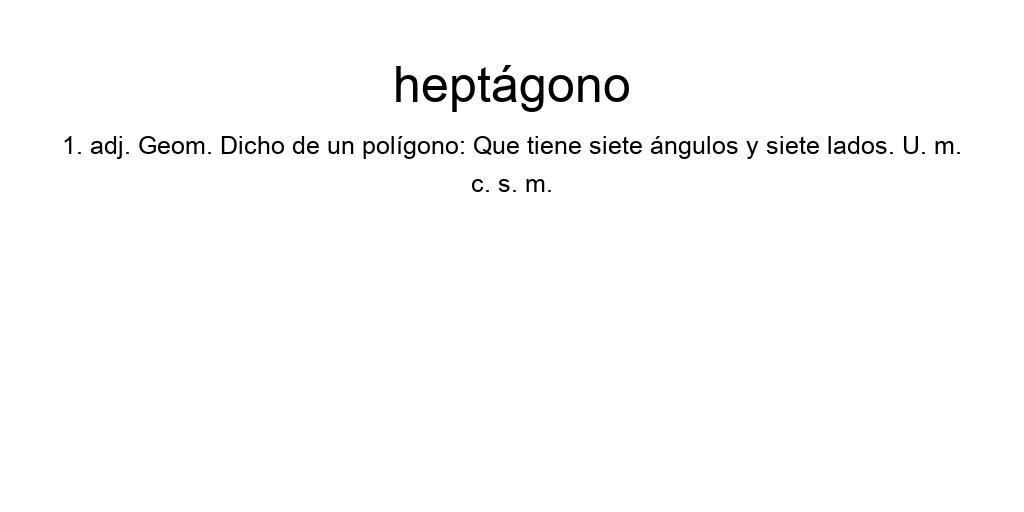 heptágono
1. adj. Geom. Dicho de un polígono: Que tiene siete ángulos y siete lados. U. m.
c. s. m.